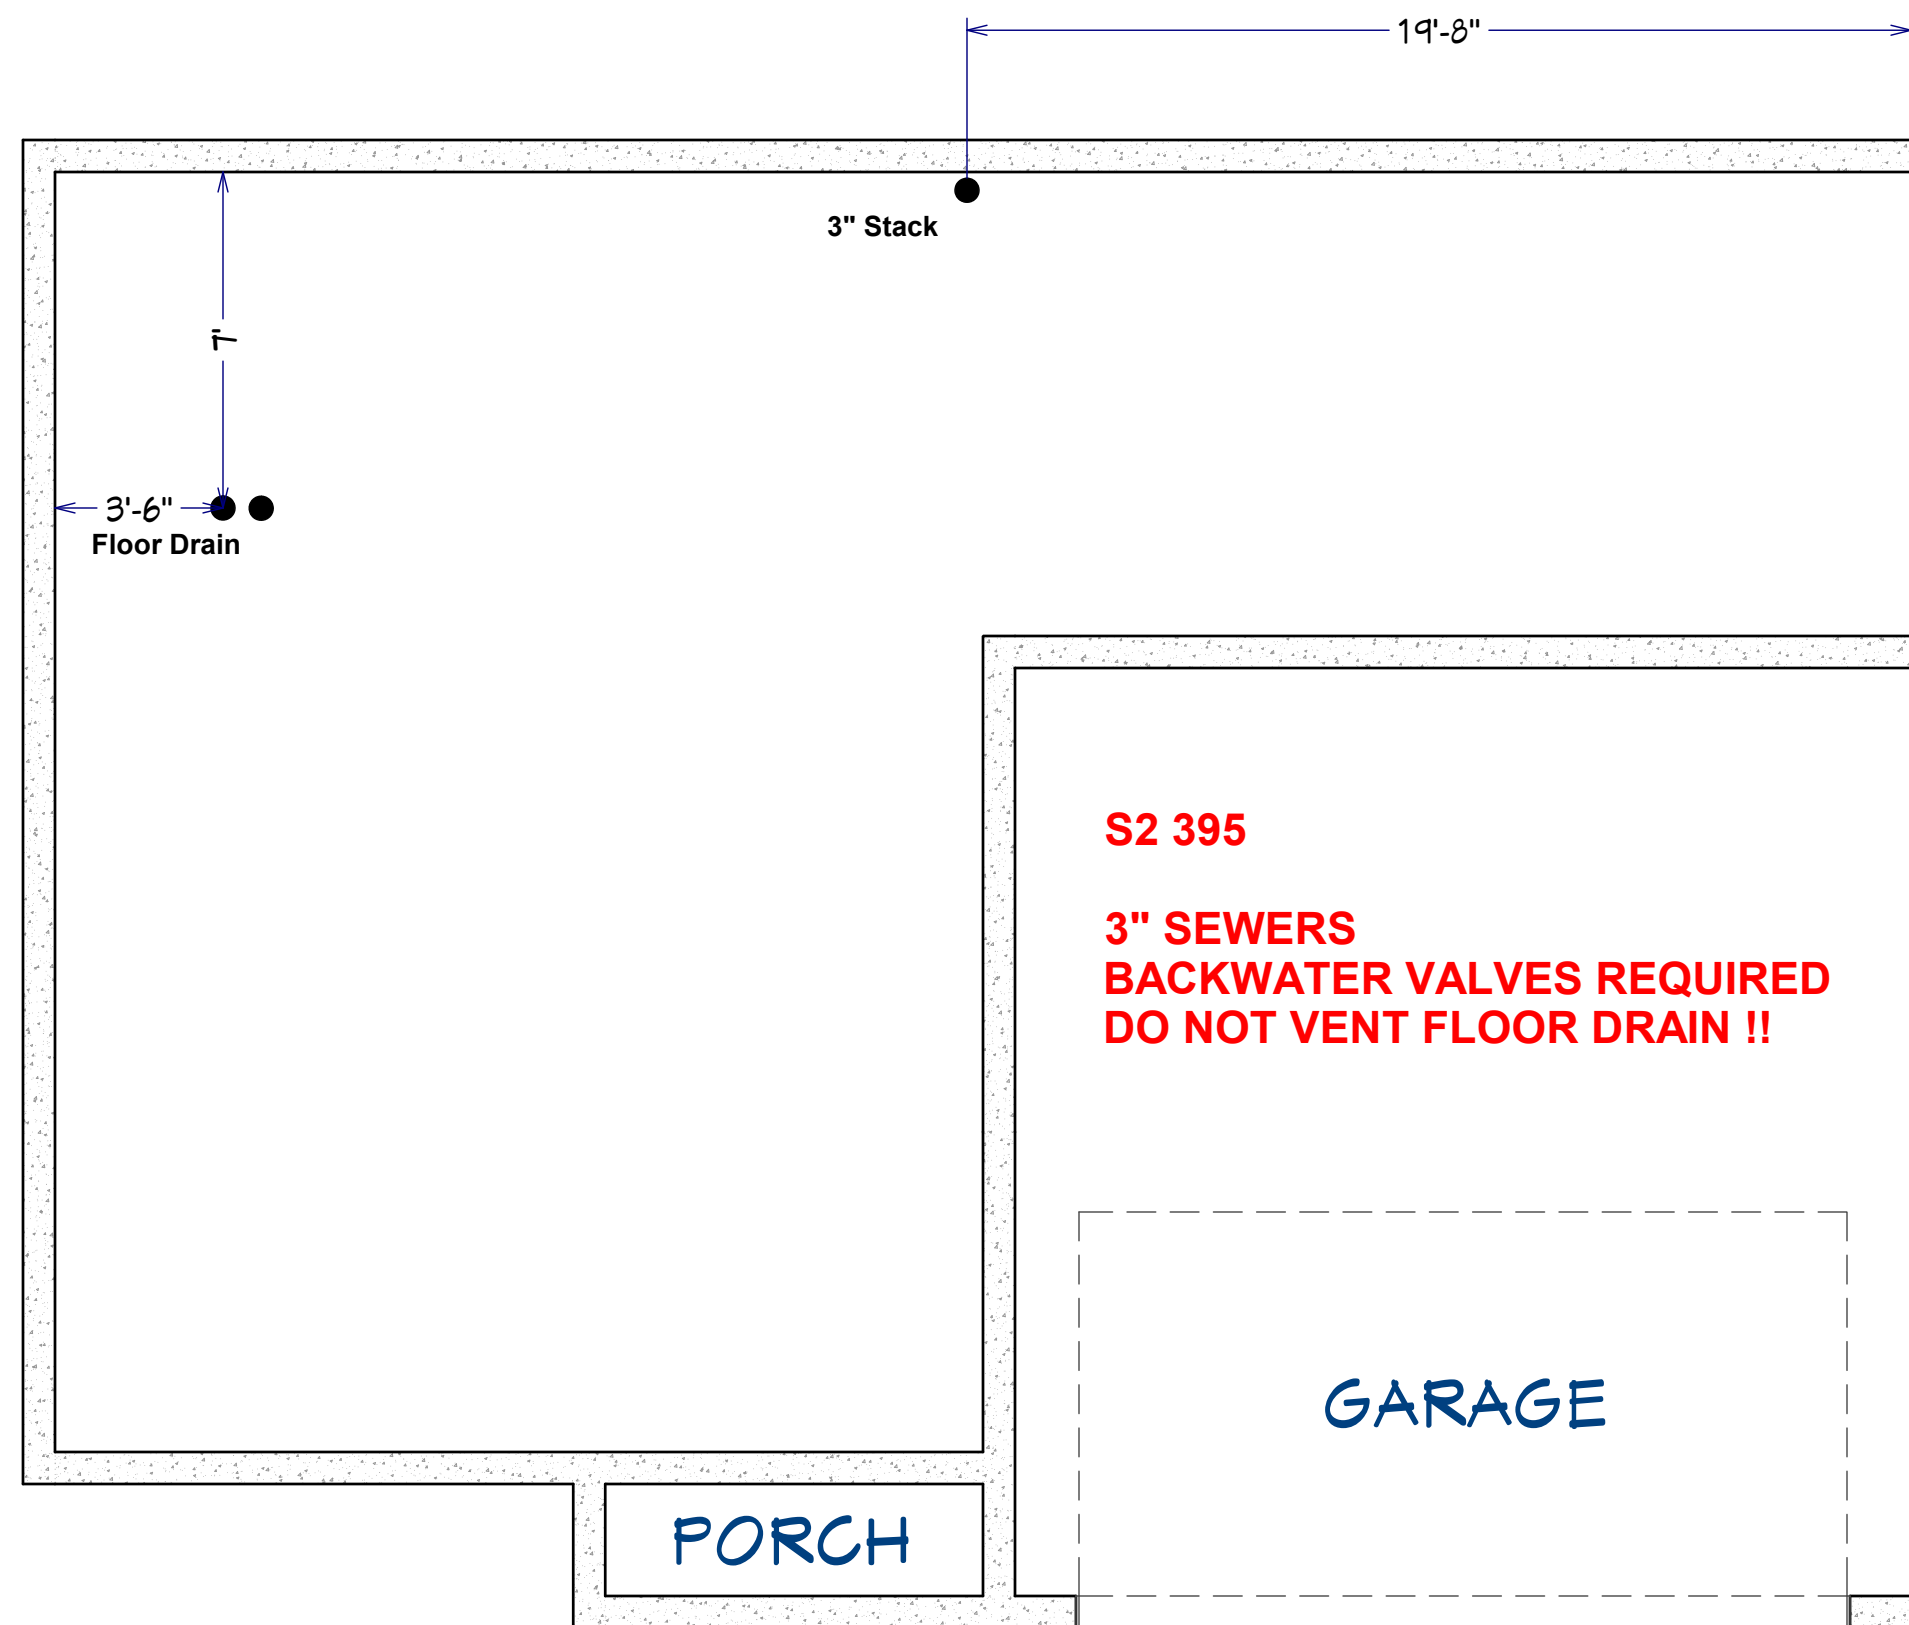 19'-8"
3" Stack
7'
3'-6"
Floor Drain
S2 395
3" SEWERS
BACKWATER VALVES REQUIRED
DO NOT VENT FLOOR DRAIN !!
GARAGE
PORCH